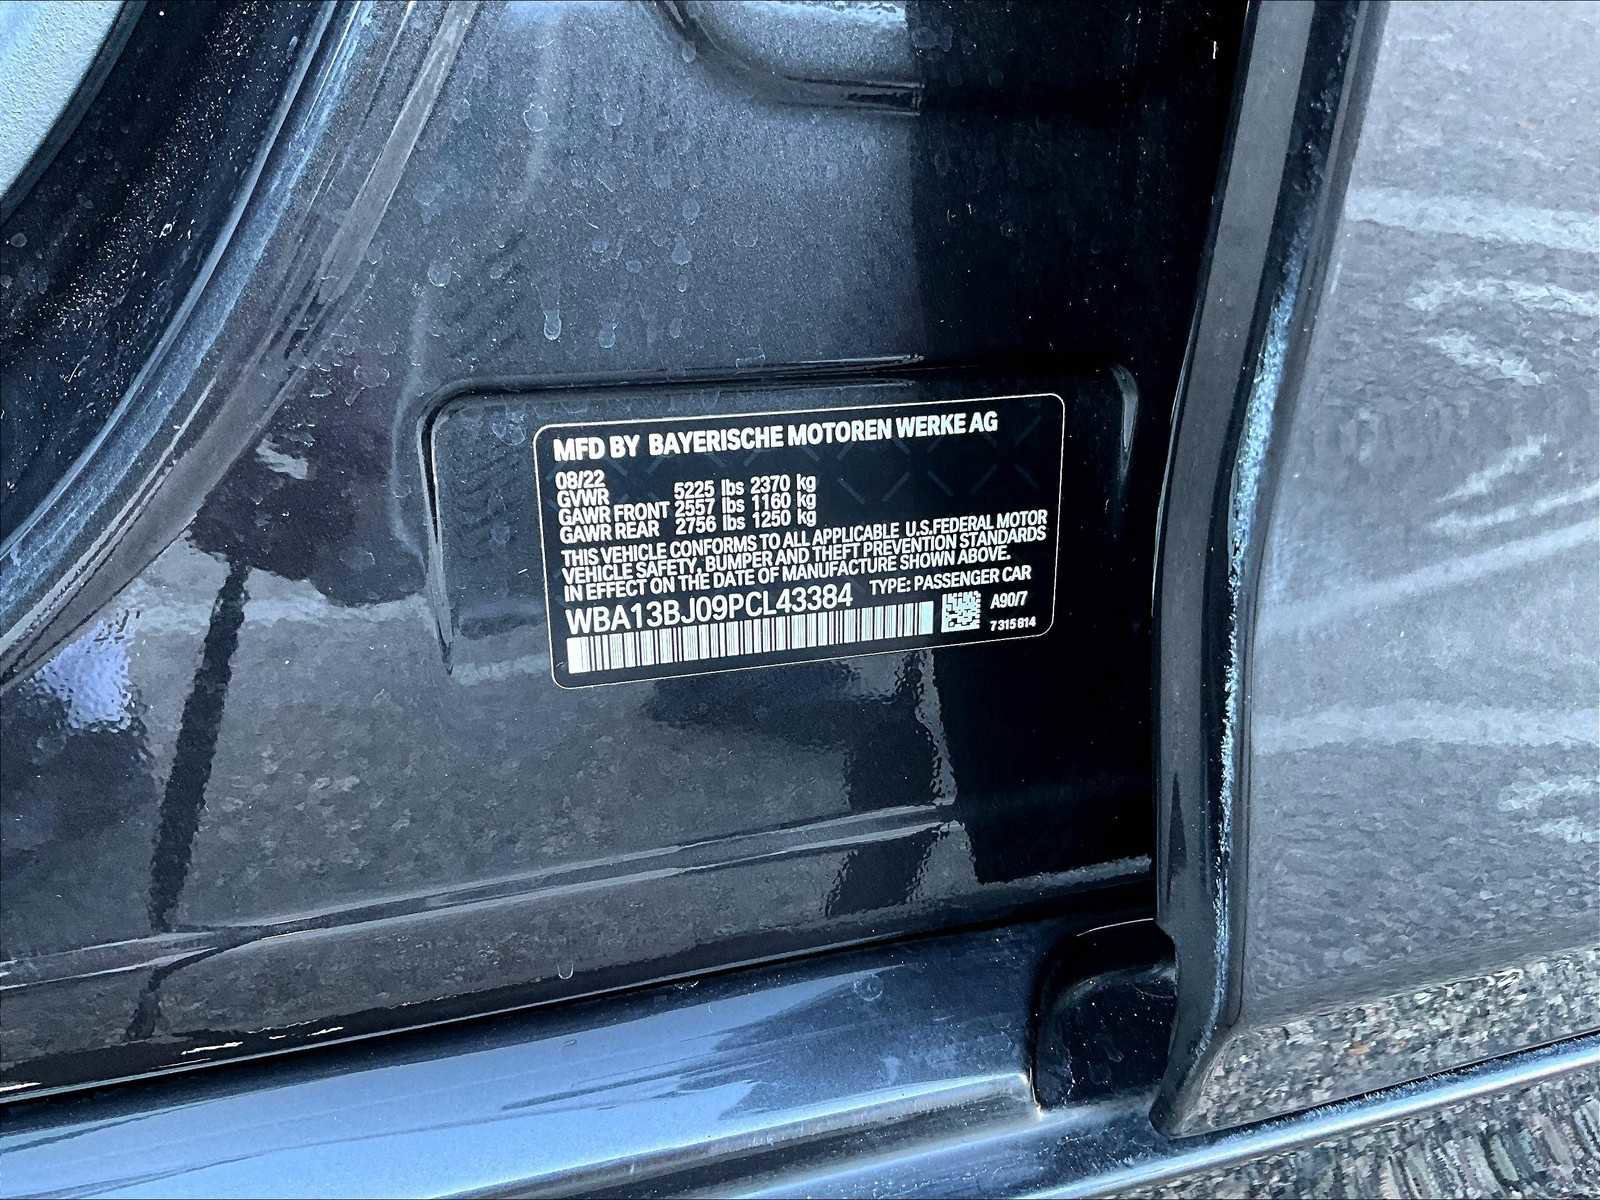 MFD BY BAYERISCHE MOTOREN WERKE AG
08/22
GVWR 5225 lbs 2370 kg
GAWR FRONT 2557 lbs 1160 kg
GAWR REAR 2756 lbs 1250 kg
THIS VEHICLE CONFORMS TO ALL APPLICABLE U.S.FEDERAL MOTOR
VEHICLE SAFETY, BUMPER AND THEFT PREVENTION STANDARDS
IN EFFECT ON THE DATE OF MANUFACTURE SHOWN ABOVE.
WBA13BJ09PCL43384 TYPE: PASSENGER CAR
A90/7
7 315 814